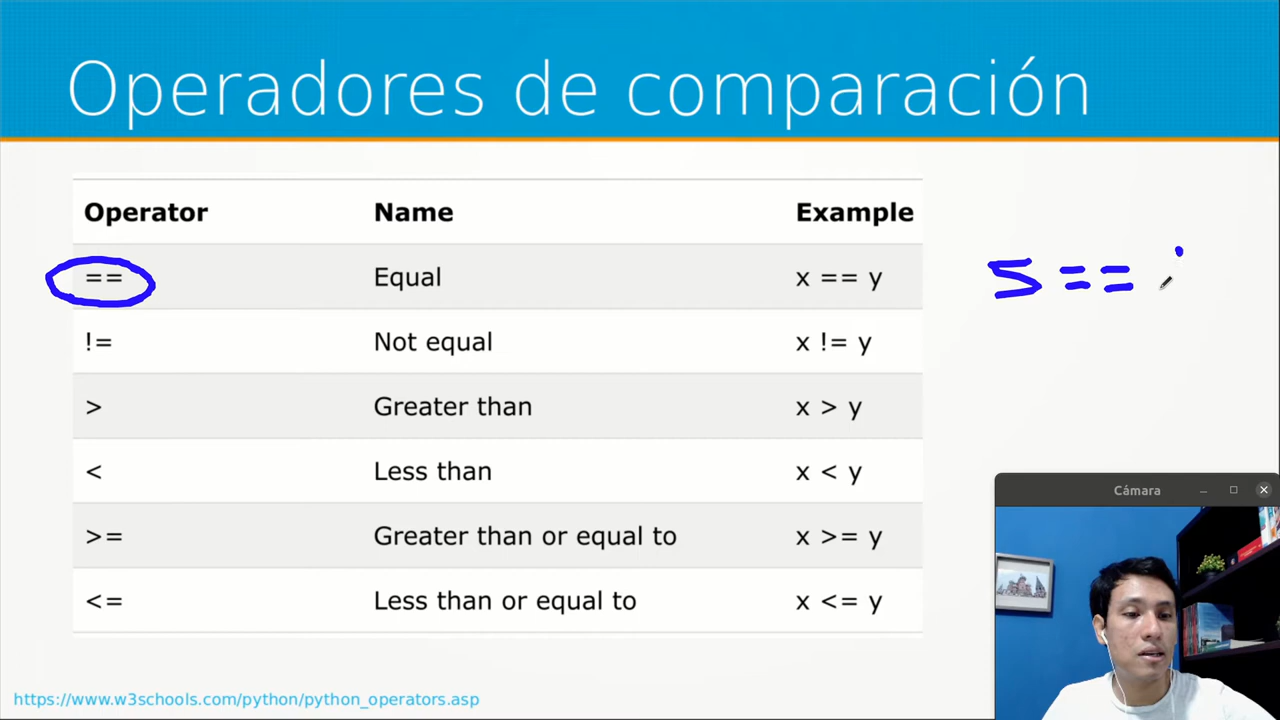 Operadores de comparación
Operator Name Example
== Equal x == y
!= Not equal x != y
> Greater than x > y
< Less than x < y
>= Greater than or equal to x >= y
<= Less than or equal to x <= y
5 ==
Cámara
https://www.w3schools.com/python/python_operators.asp